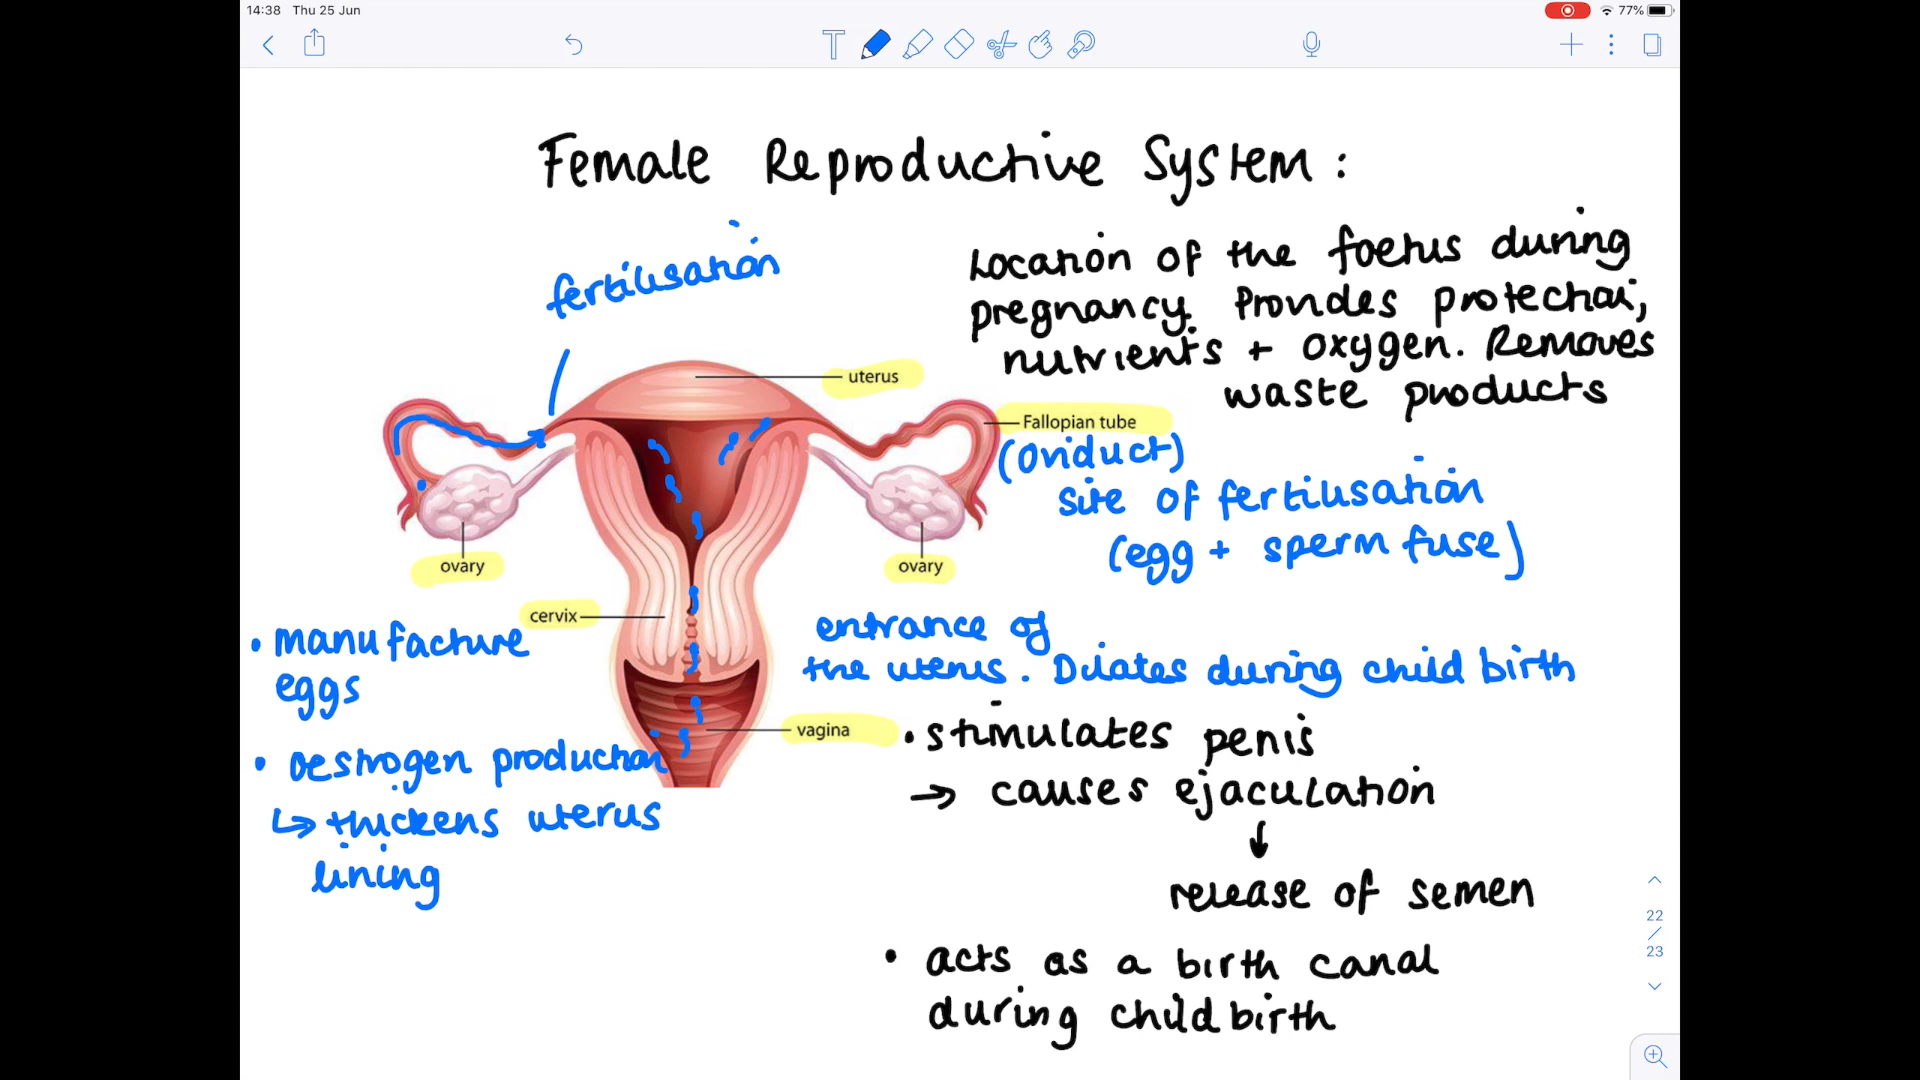 14:38 Thu 25 Jun
77%
T
Female Reproductive System:
fertilisation
Location of the foetus during
pregnancy. Provides protection,
nutrients + oxygen. Removes
waste products
uterus
Fallopian tube
(oviduct)
site of fertilisation
(egg + sperm fuse)
ovary
ovary
cervix
entrance of
the uterus. Dilates during child birth
• manufacture
eggs
vagina
• stimulates penis
→ causes ejaculation
↓
release of semen
• oestrogen production
↳ thickens uterus
lining
• acts as a birth canal
during childbirth
22
/
23